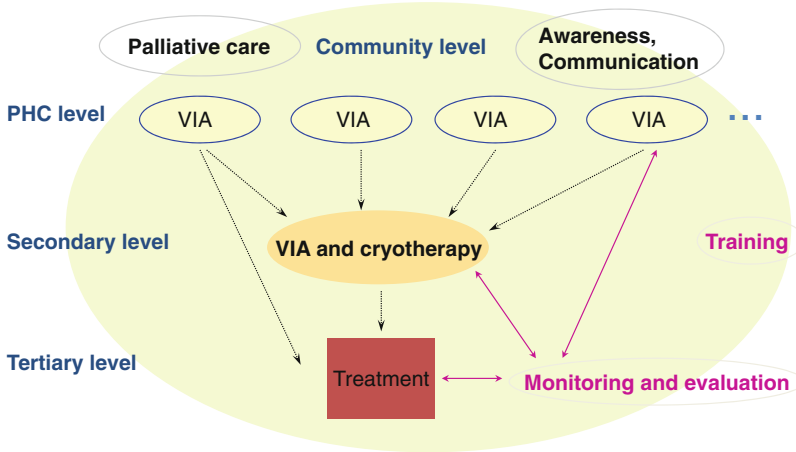 Palliative care
Community level
Awareness,
Communication
PHC level
VIA
VIA
VIA
VIA
...
Secondary level
VIA and cryotherapy
Training
Tertiary level
Treatment
Monitoring and evaluation